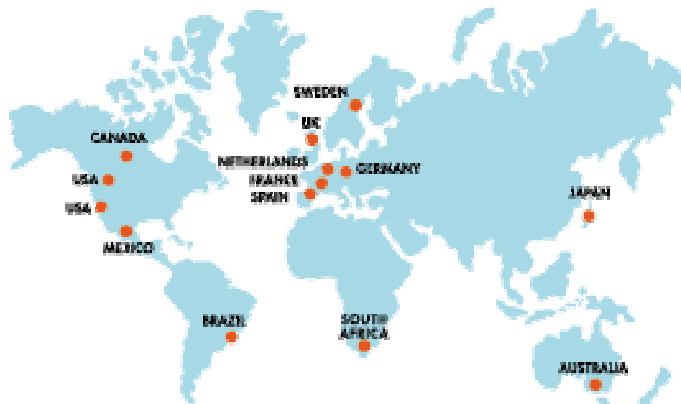 SWEDEN
UK
CANADA
NETHERLANDS
GERMANY
USA
FRANCE
SPAIN
JAPAN
USA
MEXICO
BRAZIL
SOUTH
AFRICA
AUSTRALIA